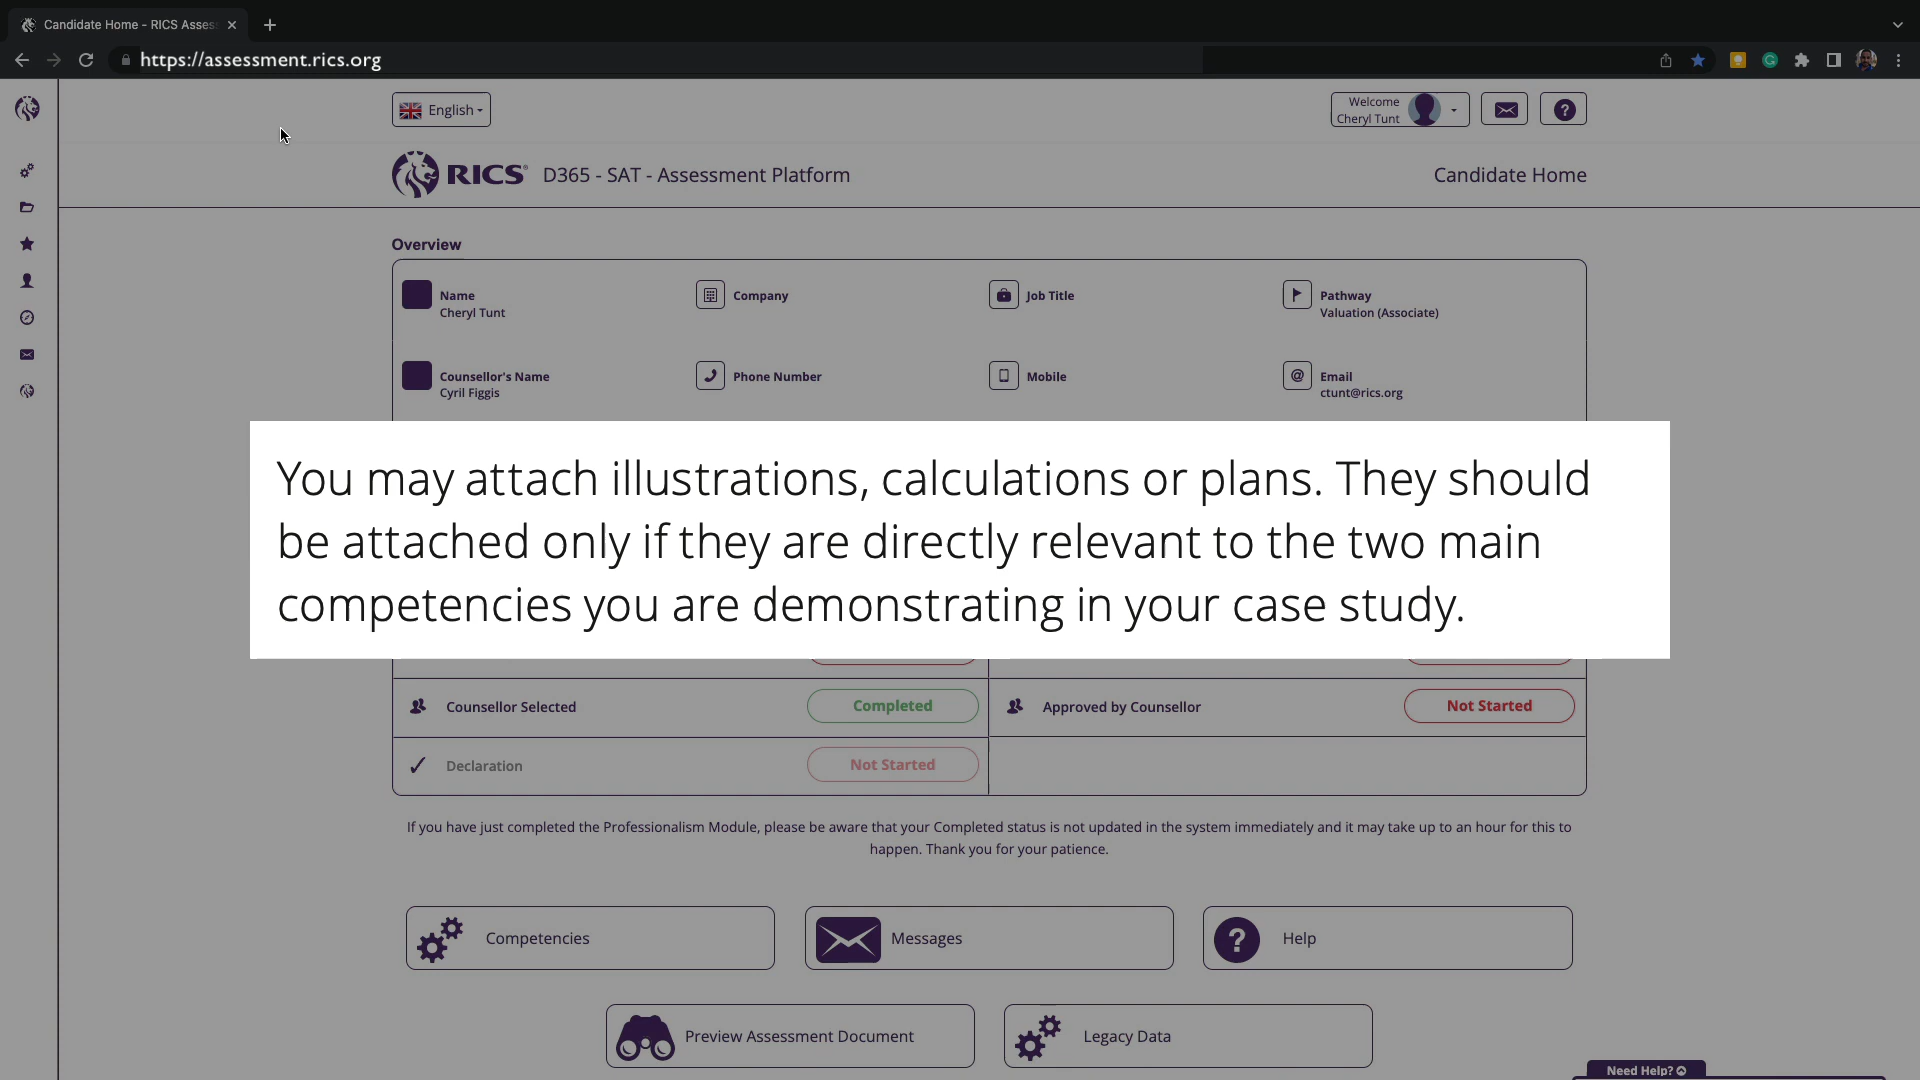 Candidate Home - RICS Asses
https://assessment.rics.org
English
Welcome
Cheryl Tunt
RICS
D365 - SAT - Assessment Platform
Candidate Home
Overview
Name
Cheryl Tunt
Company
Job Title
Pathway
Valuation (Associate)
Counsellor's Name
Cyril Figgis
Phone Number
Mobile
Email
ctunt@rics.org
You may attach illustrations, calculations or plans. They should
be attached only if they are directly relevant to the two main
competencies you are demonstrating in your case study.
Counsellor Selected
Completed
Approved by Counsellor
Not Started
Declaration
Not Started
If you have just completed the Professionalism Module, please be aware that your Completed status is not updated in the system immediately and it may take up to an hour for this to
happen. Thank you for your patience.
Competencies
Messages
Help
Preview Assessment Document
Legacy Data
Need Help?